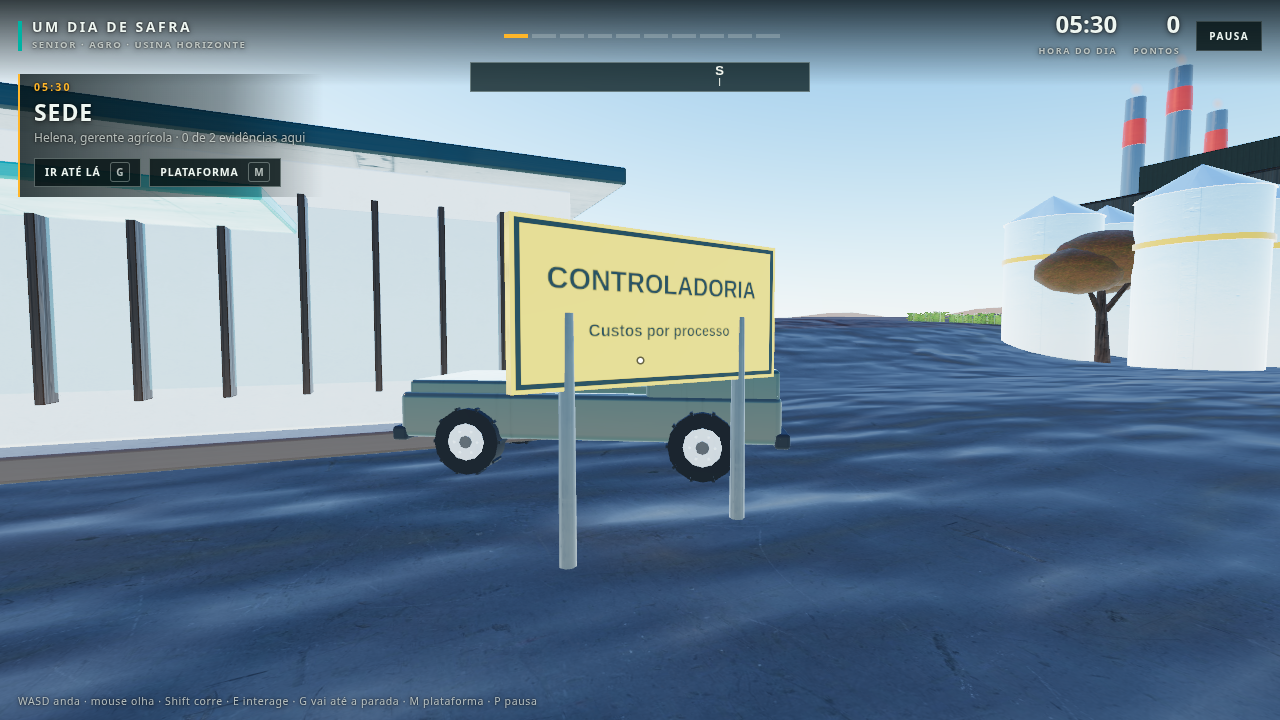 UM DIA DE SAFRA
SENIOR · AGRO · USINA HORIZONTE
05:30
HORA DO DIA
0
PONTOS
PAUSA
S
05:30
SEDE
Helena, gerente agrícola · 0 de 2 evidências aqui
IR ATÉ LÁ G
PLATAFORMA M
CONTROLADORIA
Custos por processo
WASD anda · mouse olha · Shift corre · E interage · G vai até a parada · M plataforma · P pausa